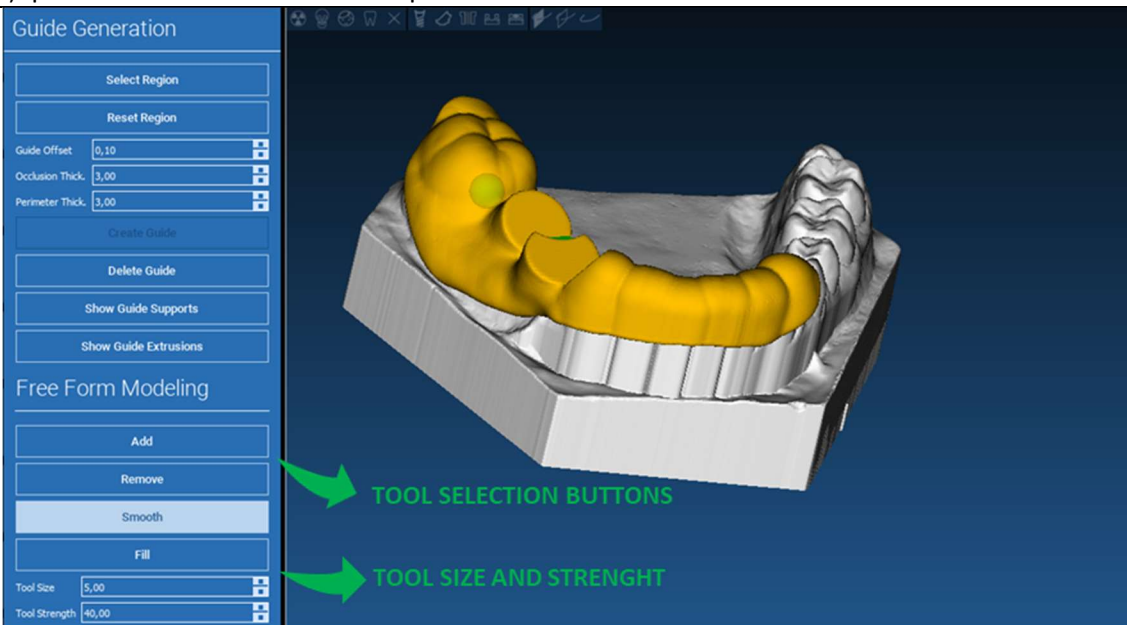 Guide Generation
Select Region
Reset Region
Guide Offset 0,10
Occlusion Thick. 3,00
Perimeter Thick. 3,00
Create Guide
Delete Guide
Show Guide Supports
Show Guide Extrusions
Free Form Modeling
Add
Remove
TOOL SELECTION BUTTONS
Smooth
Fill
TOOL SIZE AND STRENGHT
Tool Size 5,00
Tool Strength 40,00